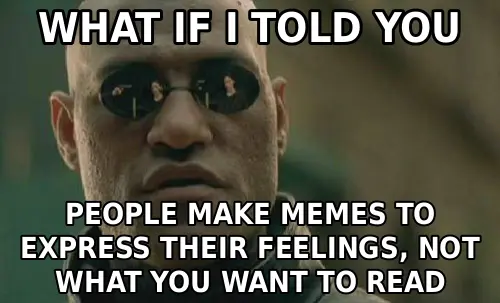 WHAT IF I TOLD YOU
PEOPLE MAKE MEMES TO
EXPRESS THEIR FEELINGS, NOT
WHAT YOU WANT TO READ